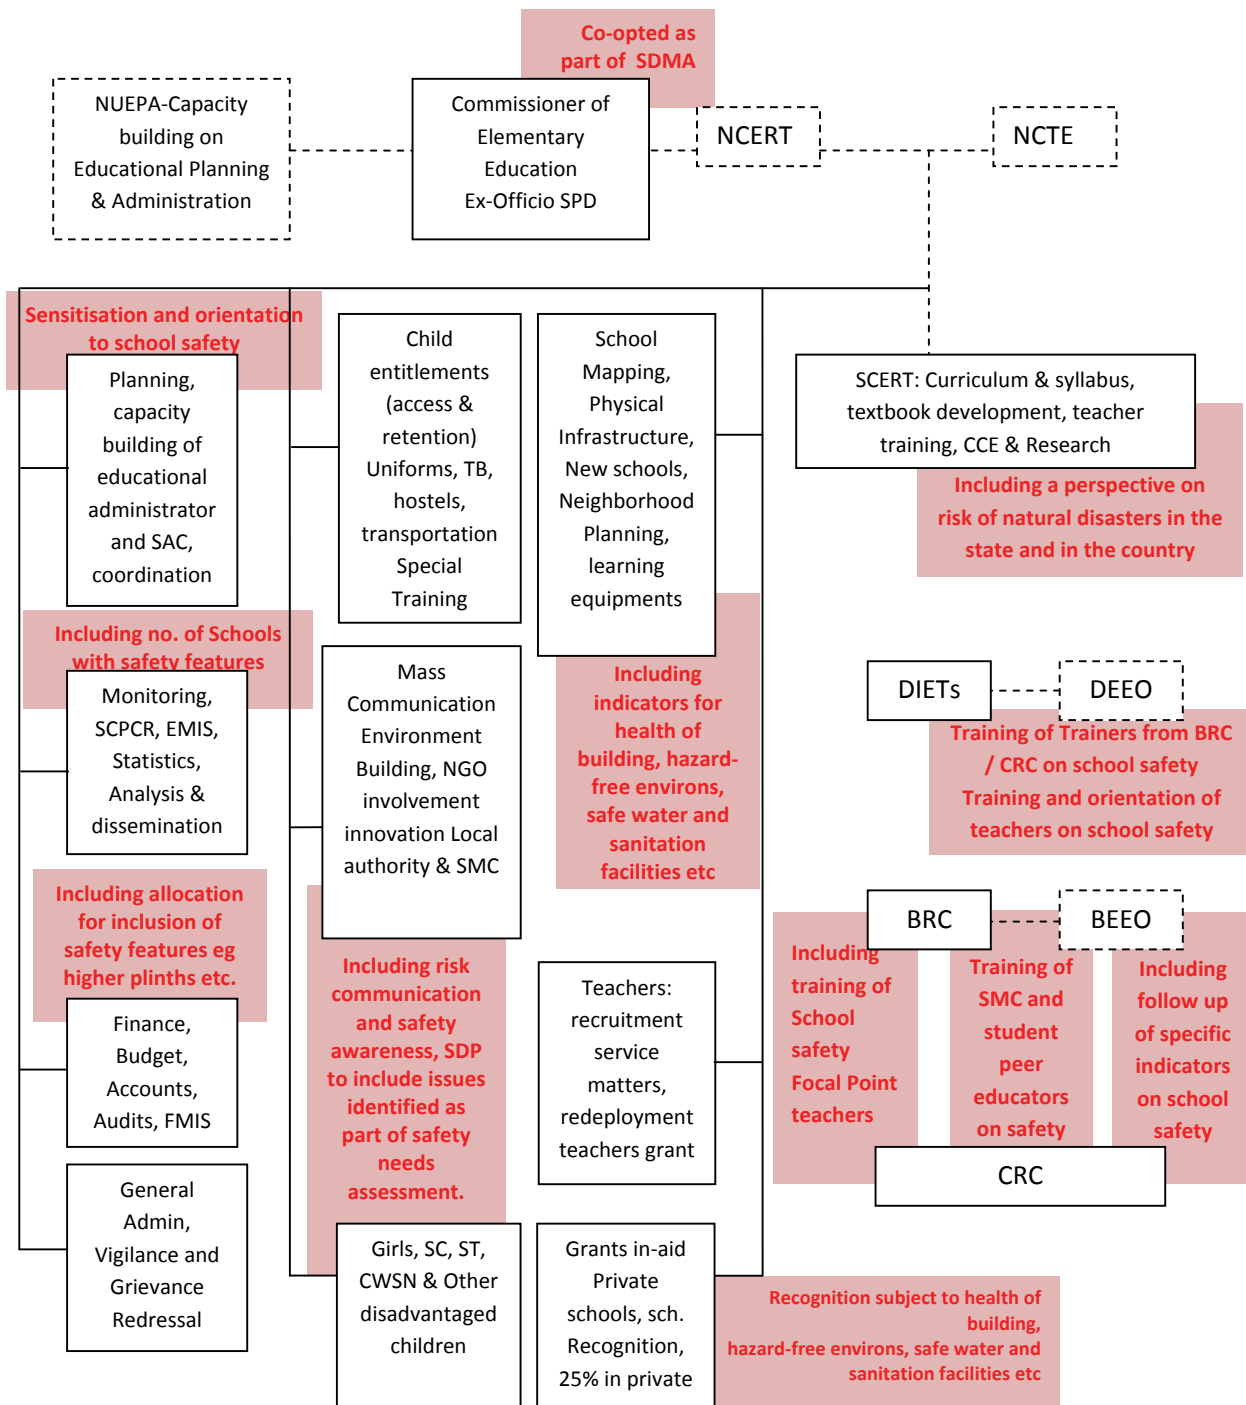 Co-opted as
part of SDMA
NUEPA-Capacity
building on
Educational Planning
& Administration
Commissioner of
Elementary
Education
Ex-Officio SPD
NCERT
NCTE
Sensitisation and orientation
to school safety
Planning,
capacity
building of
educational
administrator
and SAC,
coordination
Including no. of Schools
with safety features
Monitoring,
SCPCR, EMIS,
Statistics,
Analysis &
dissemination
Including allocation
for inclusion of
safety features eg
higher plinths etc.
Finance,
Budget,
Accounts,
Audits, FMIS
General
Admin,
Vigilance and
Grievance
Redressal
Child
entitlements
(access &
retention)
Uniforms, TB,
hostels,
transportation
Special
Training
Mass
Communication
Environment
Building, NGO
involvement
innovation Local
authority & SMC
Including risk
communication
and safety
awareness, SDP
to include issues
identified as
part of safety
needs
assessment.
Girls, SC, ST,
CWSN & Other
disadvantaged
children
School
Mapping,
Physical
Infrastructure,
New schools,
Neighborhood
Planning,
learning
equipments
Including
indicators for
health of
building, hazard-
free environs,
safe water and
sanitation
facilities etc
Teachers:
recruitment
service
matters,
redeployment
teachers grant
Grants in-aid
Private
schools, sch.
Recognition,
25% in private
Recognition subject to health of
building,
hazard-free environs, safe water and
sanitation facilities etc
SCERT: Curriculum & syllabus,
textbook development, teacher
training, CCE & Research
Including a perspective on
risk of natural disasters in the
state and in the country
DIETs
DEEO
Training of Trainers from BRC
/ CRC on school safety
Training and orientation of
teachers on school safety
BRC
BEEO
Including
training of
School
safety
Focal Point
teachers
Training of
SMC and
student
peer
educators
on safety
Including
follow up
of specific
indicators
on school
safety
CRC